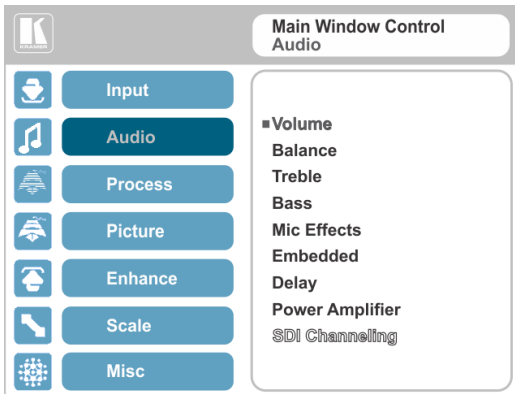 KRAMER
Main Window Control
Audio
Input
Audio
Process
Picture
Enhance
Scale
Misc
Volume
Balance
Treble
Bass
Mic Effects
Embedded
Delay
Power Amplifier
SDI Channeling